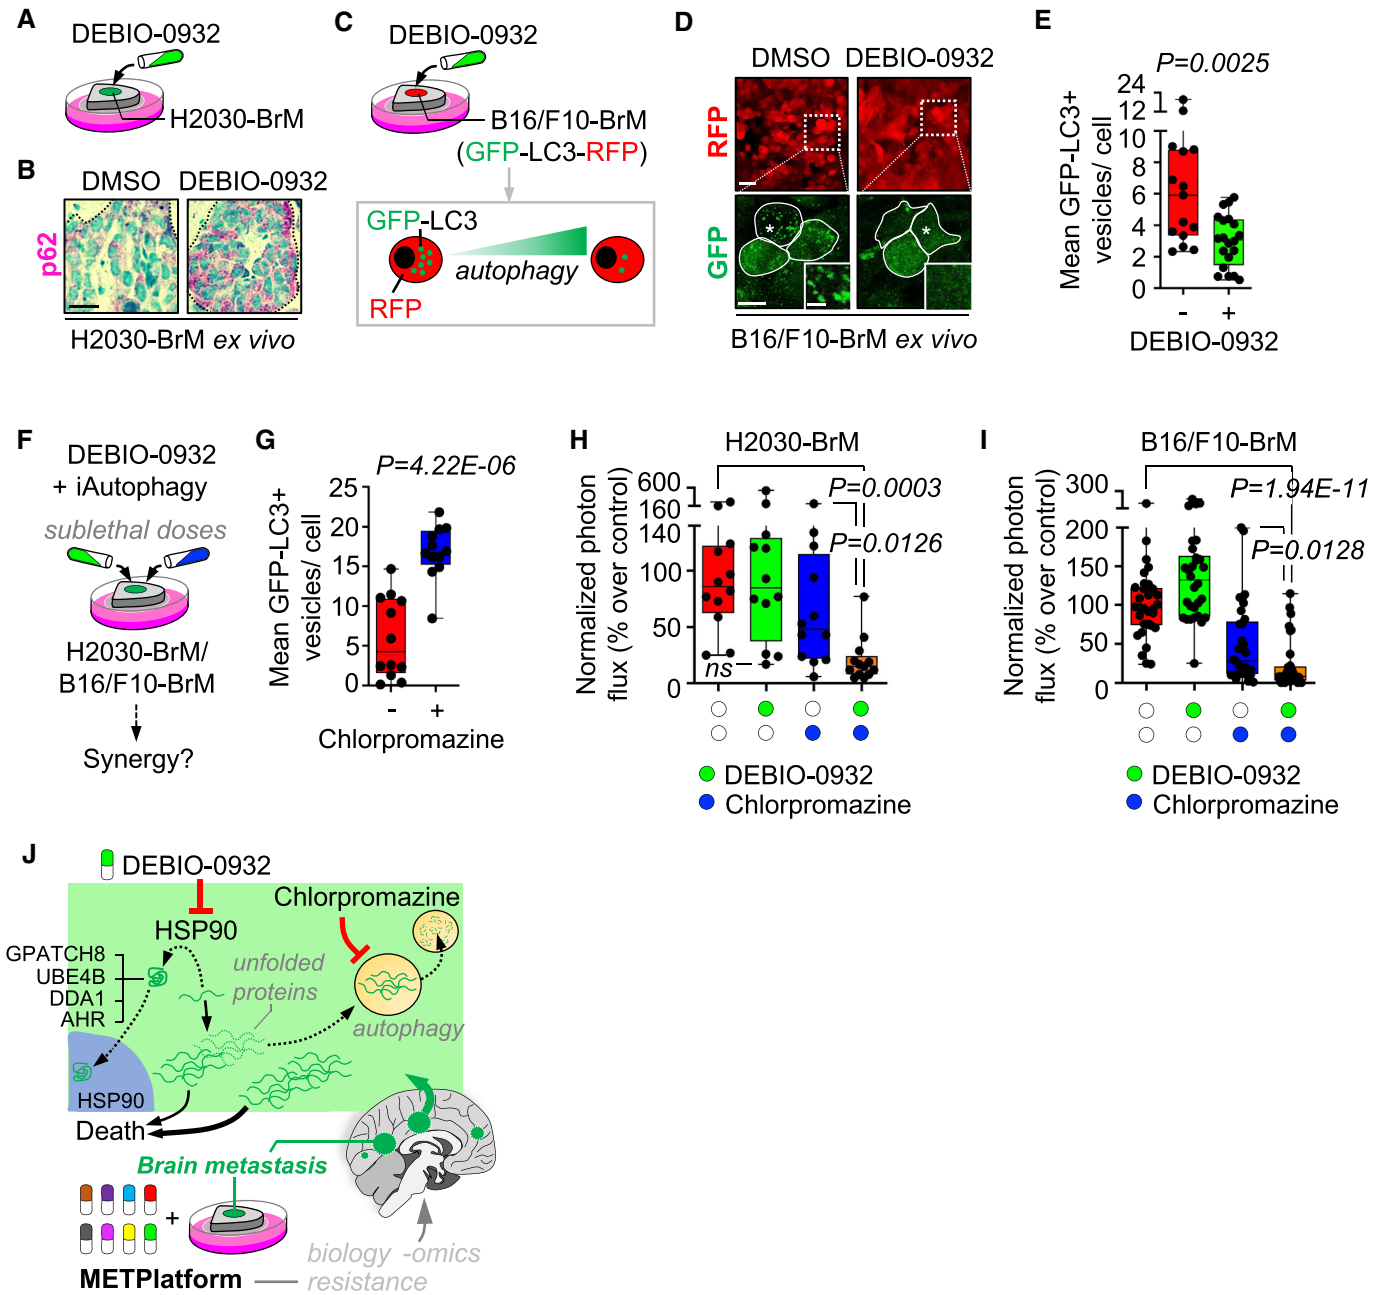 A
DEBIO-0932
H2030-BrM
B
DMSO DEBIO-0932
p62
H2030-BrM ex vivo
C
DEBIO-0932
B16/F10-BrM
(GFP-LC3-RFP)
GFP-LC3
autophagy
RFP
D
DMSO DEBIO-0932
RFP
GFP
*
*
B16/F10-BrM ex vivo
E
P=0.0025
Mean GFP-LC3+
vesicles/ cell
24
12
10
8
6
4
2
0
- +
DEBIO-0932
F
DEBIO-0932
+ iAutophagy
sublethal doses
H2030-BrM/
B16/F10-BrM
Synergy?
G
P=4.22E-06
Mean GFP-LC3+
vesicles/ cell
25
20
15
10
5
0
- +
Chlorpromazine
H
H2030-BrM
Normalized photon
flux (% over control)
600
160
140
100
50
0
P=0.0003
P=0.0126
ns
DEBIO-0932
Chlorpromazine
I
B16/F10-BrM
Normalized photon
flux (% over control)
300
200
150
100
50
0
P=1.94E-11
P=0.0128
DEBIO-0932
Chlorpromazine
J
DEBIO-0932
Chlorpromazine
HSP90
GPATCH8
UBE4B
DDA1
AHR
unfolded
proteins
autophagy
HSP90
Death
Brain metastasis
+
biology -omics
resistance
METPlatform